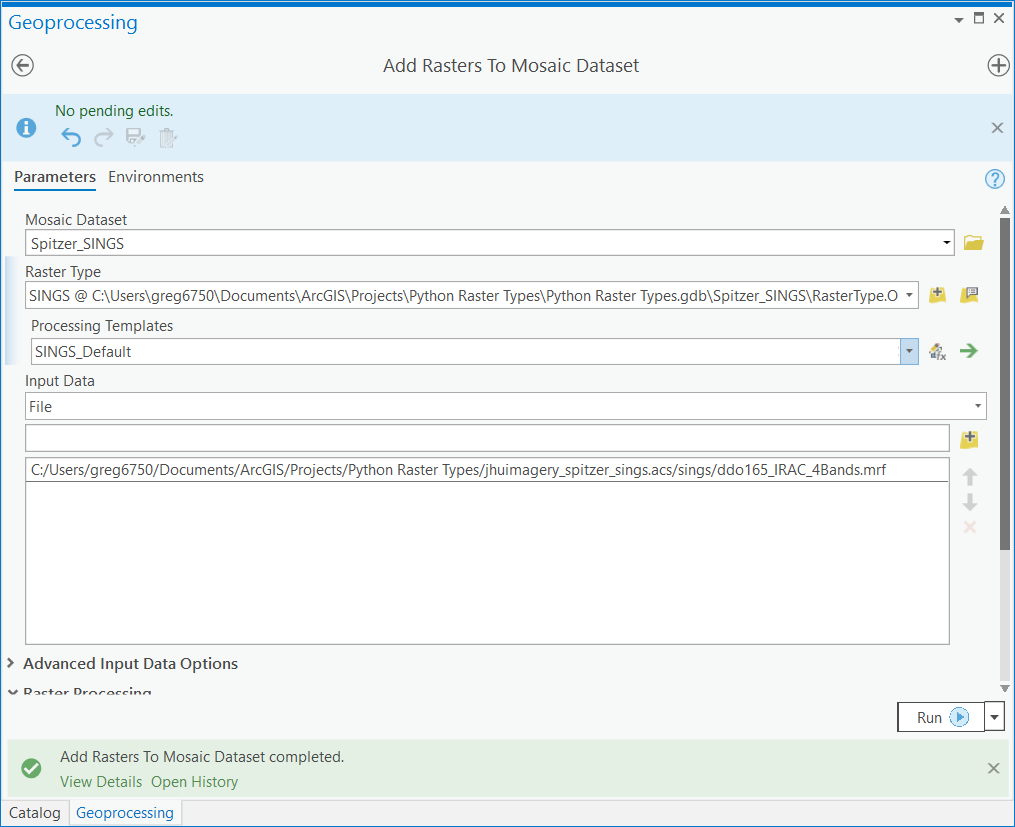 Geoprocessing
Add Rasters To Mosaic Dataset
No pending edits.
Parameters Environments
Mosaic Dataset
Spitzer_SINGS
Raster Type
SINGS @ C:\Users\greg6750\Documents\ArcGIS\Projects\Python Raster Types\Python Raster Types.gdb\Spitzer_SINGS\RasterType.O
Processing Templates
SINGS_Default
Input Data
File
C:/Users/greg6750/Documents/ArcGIS/Projects/Python Raster Types/jhuimagery_spitzer_sings.acs/sings/ddo165_IRAC_4Bands.mrf
Advanced Input Data Options
Raster Processing
Run
Add Rasters To Mosaic Dataset completed.
View Details Open History
Catalog Geoprocessing